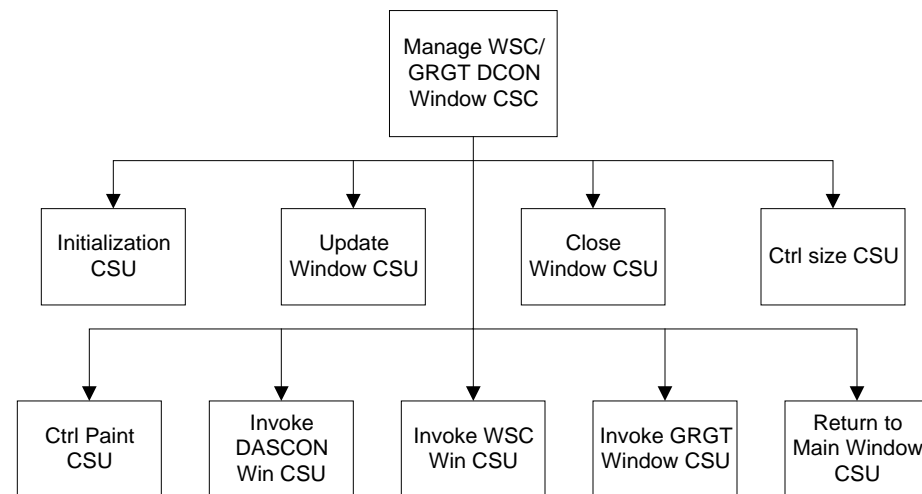 Manage WSC/
GRGT DCON
Window CSC
Initialization
CSU
Update
Window CSU
Close
Window CSU
Ctrl size CSU
Ctrl Paint
CSU
Invoke
DASCON
Win CSU
Invoke WSC
Win CSU
Invoke GRGT
Window CSU
Return to
Main Window
CSU